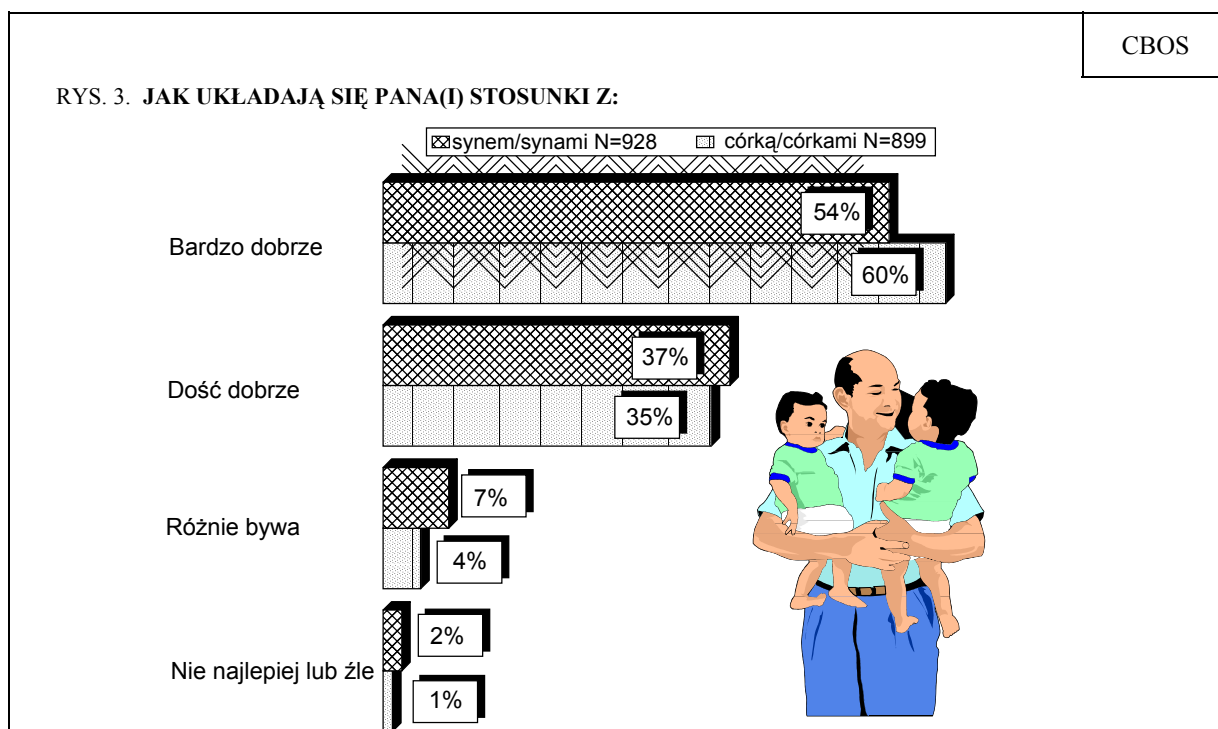 CBOS
RYS. 3. JAK UKŁADAJĄ SIĘ PANA(I) STOSUNKI Z:
synem/synami N=928 córką/córkami N=899
54%
Bardzo dobrze
60%
37%
Dość dobrze
35%
7%
Różnie bywa
4%
2%
Nie najlepiej lub źle
1%